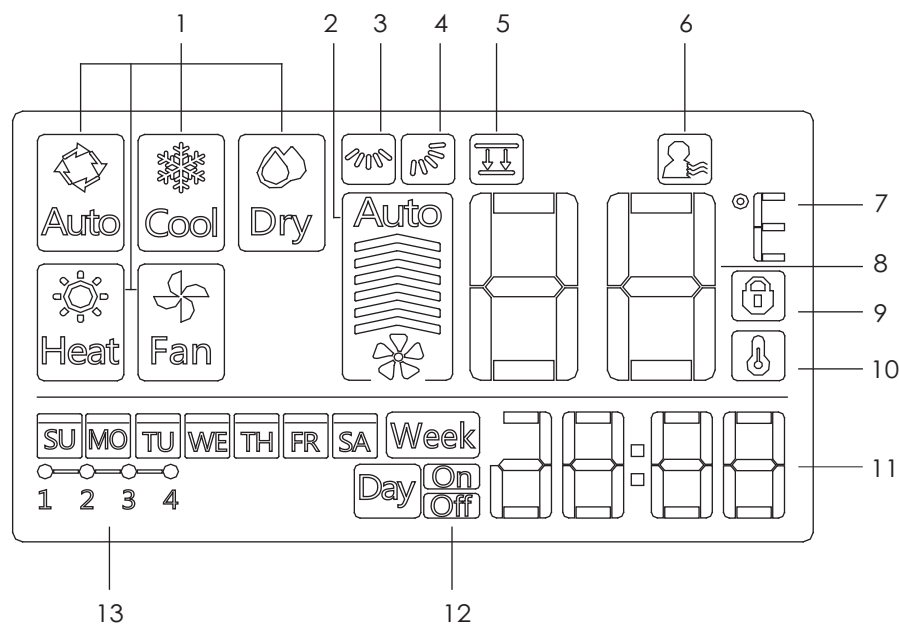 1 2 3 4 5 6
Auto Cool Dry Auto
7
8
9
Heat Fan
10
SU MO TU WE TH FR SA Week
11
1 2 3 4 Day On
Off
13 12